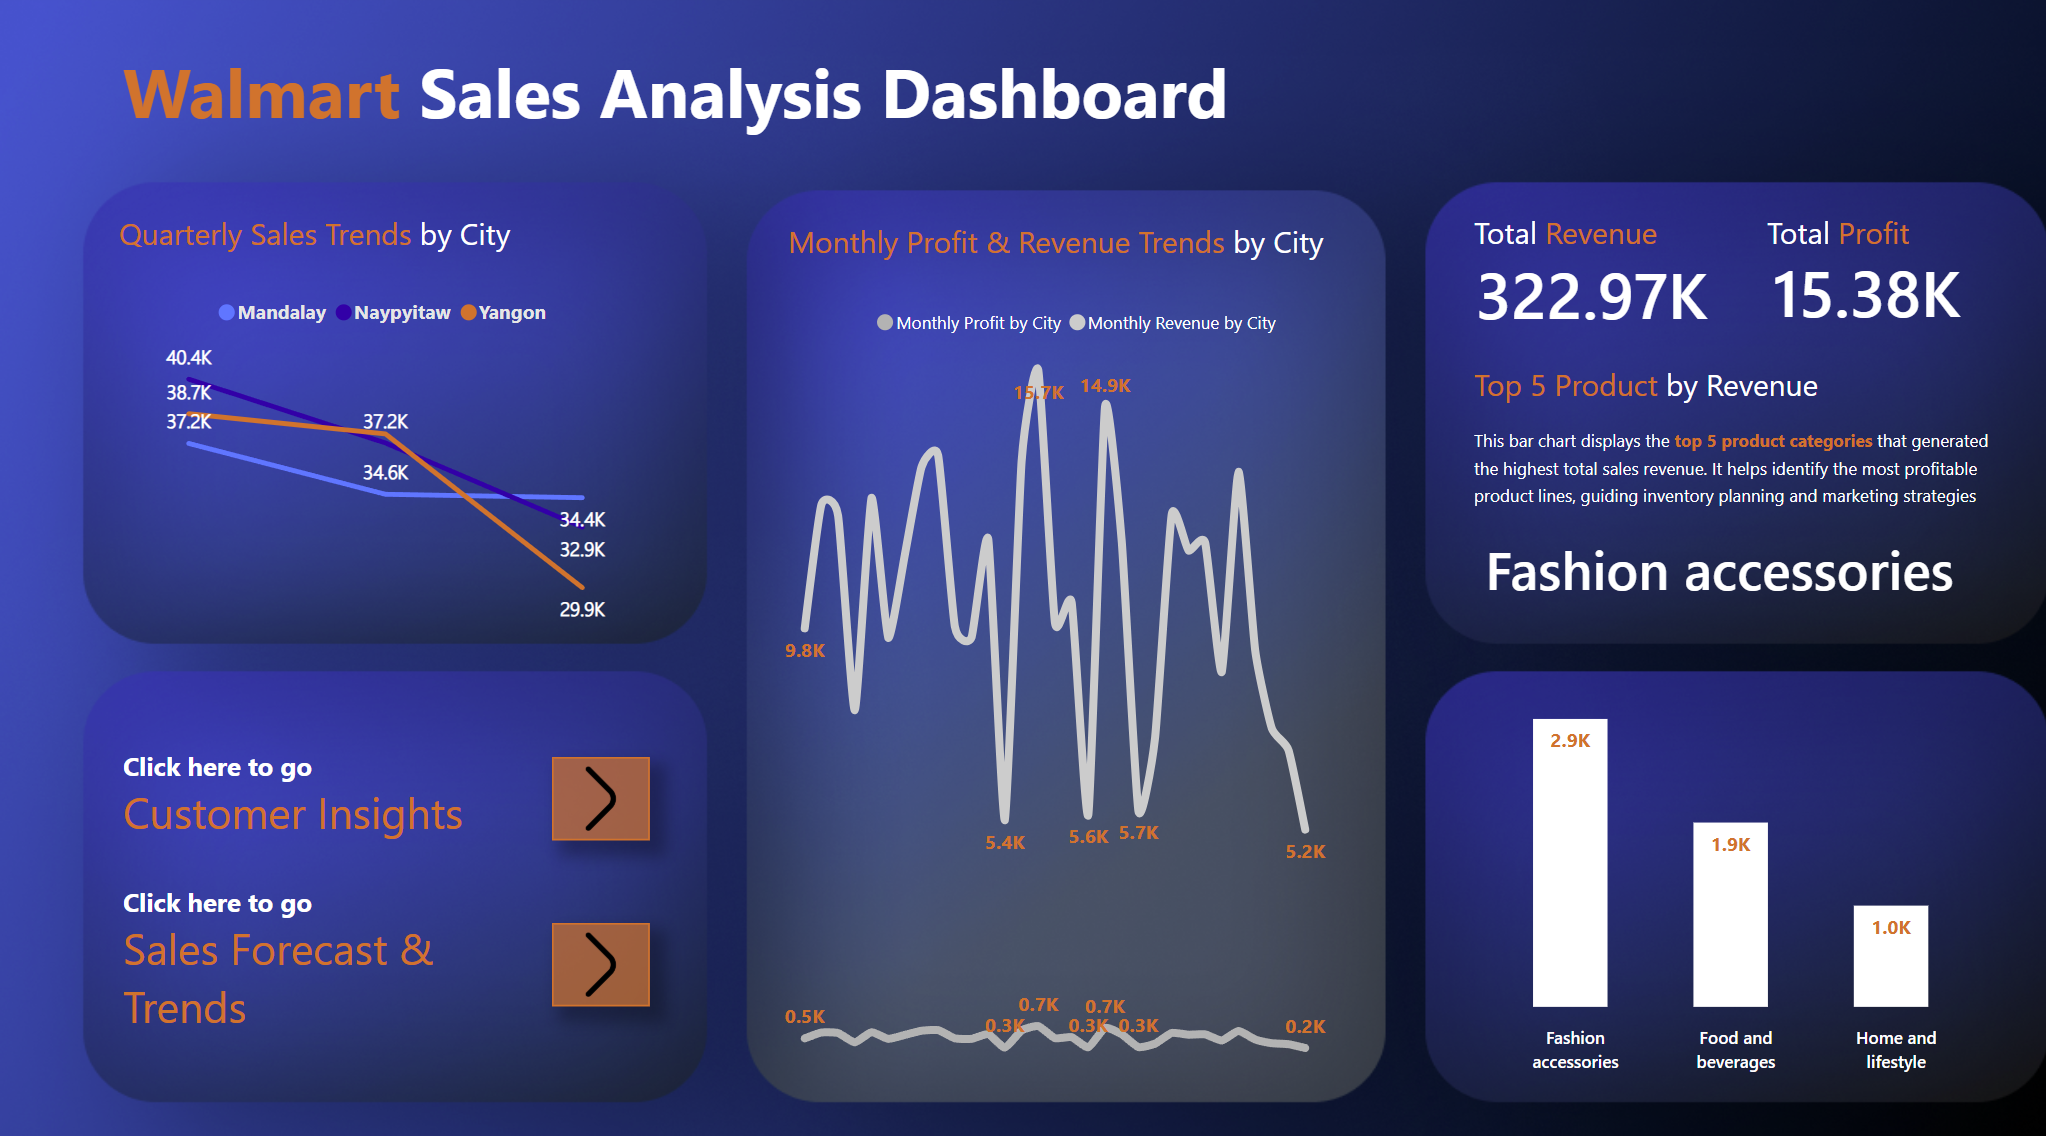 Walmart Sales Analysis Dashboard
Quarterly Sales Trends by City
Mandalay Naypyitaw Yangon
40.4K
38.7K
37.2K
37.2K
34.6K
34.4K
32.9K
29.9K
Click here to go
Customer Insights
Click here to go
Sales Forecast &
Trends
Monthly Profit & Revenue Trends by City
Monthly Profit by City Monthly Revenue by City
15.7K 14.9K
9.8K
5.4K 5.6K 5.7K
5.2K
0.5K 0.3K 0.7K 0.3K 0.7K 0.3K 0.2K
Total Revenue
322.97K
Total Profit
15.38K
Top 5 Product by Revenue
This bar chart displays the top 5 product categories that generated
the highest total sales revenue. It helps identify the most profitable
product lines, guiding inventory planning and marketing strategies
Fashion accessories
2.9K
1.9K
1.0K
Fashion
accessories
Food and
beverages
Home and
lifestyle